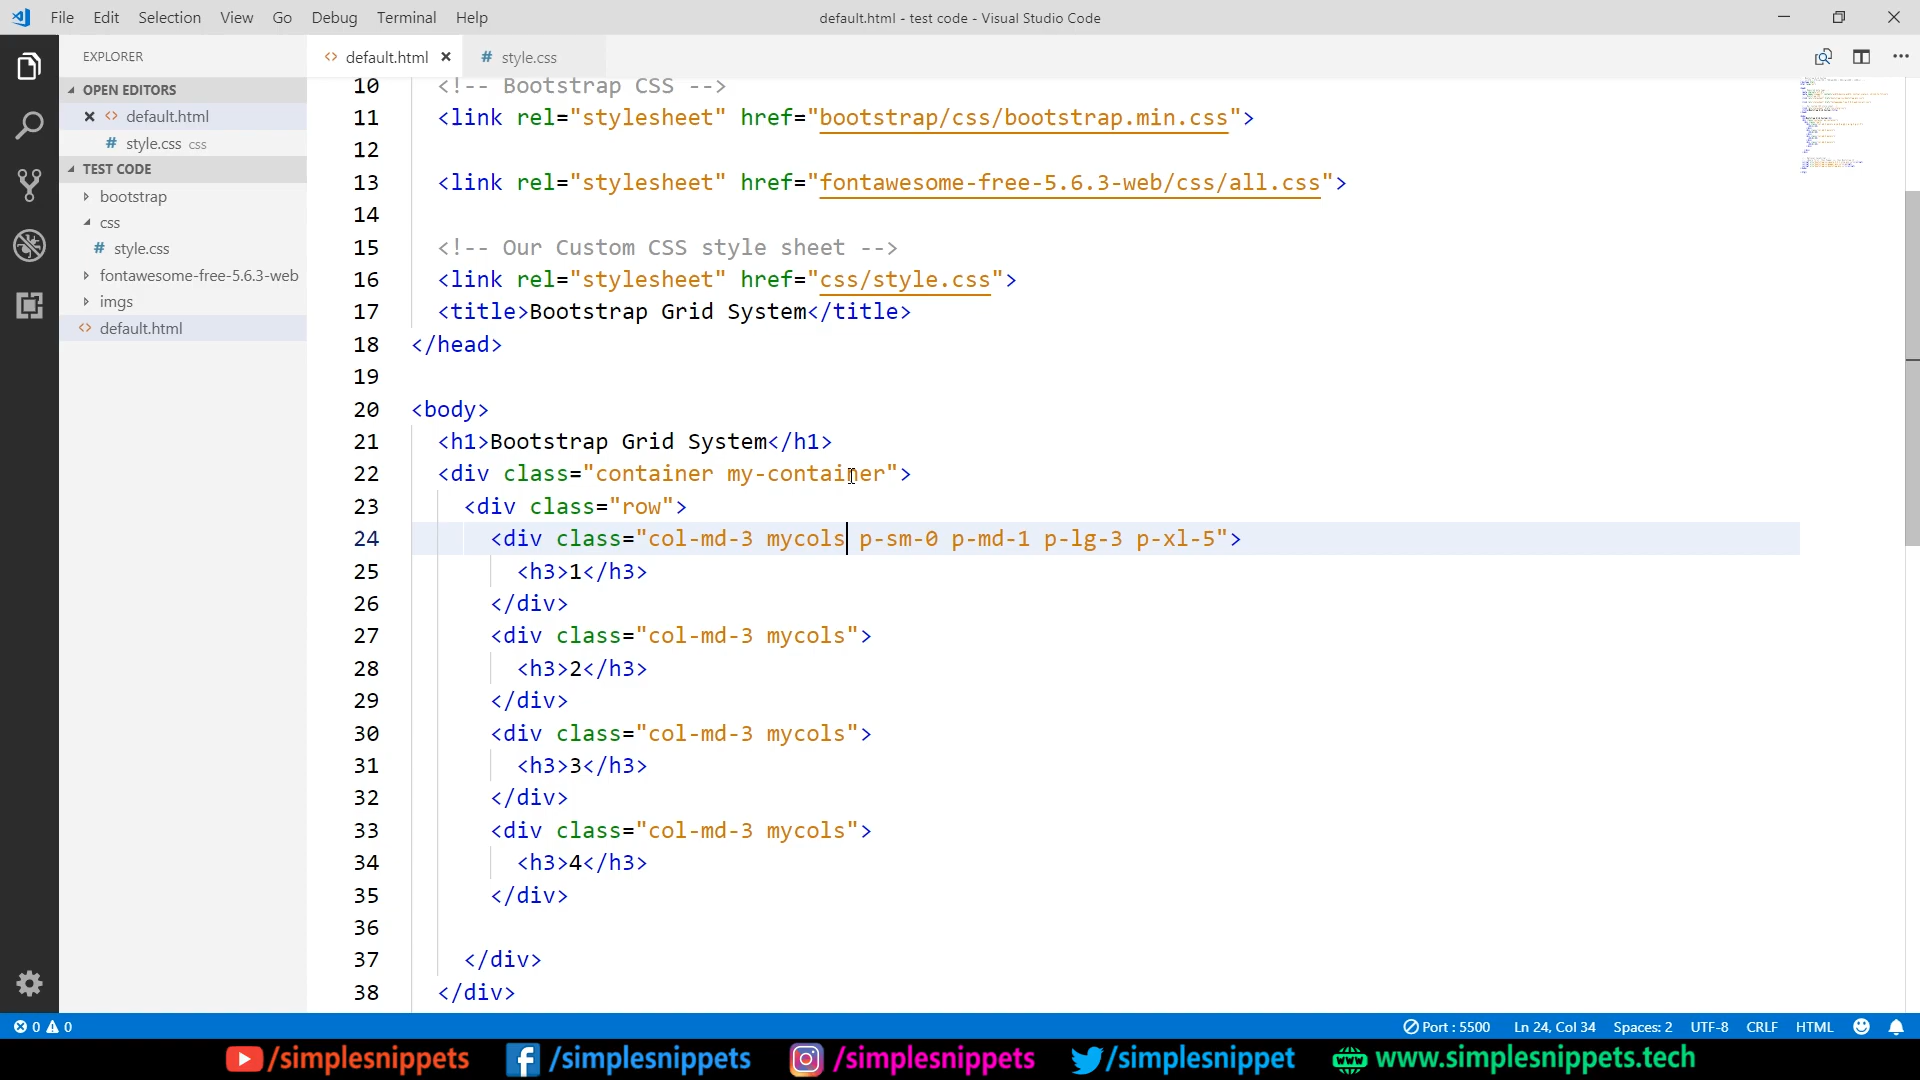 File Edit Selection View Go Debug Terminal Help
default.html - test code - Visual Studio Code
EXPLORER
OPEN EDITORS
default.html
style.css css
TEST CODE
bootstrap
css
style.css
fontawesome-free-5.6.3-web
imgs
default.html
default.html
style.css
10 <!-- Bootstrap CSS -->
11 <link rel="stylesheet" href="bootstrap/css/bootstrap.min.css">
12
13 <link rel="stylesheet" href="fontawesome-free-5.6.3-web/css/all.css">
14
15 <!-- Our Custom CSS style sheet -->
16 <link rel="stylesheet" href="css/style.css">
17 <title>Bootstrap Grid System</title>
18 </head>
19
20 <body>
21 <h1>Bootstrap Grid System</h1>
22 <div class="container my-container">
23 <div class="row">
24 <div class="col-md-3 mycols p-sm-0 p-md-1 p-lg-3 p-xl-5">
25 <h3>1</h3>
26 </div>
27 <div class="col-md-3 mycols">
28 <h3>2</h3>
29 </div>
30 <div class="col-md-3 mycols">
31 <h3>3</h3>
32 </div>
33 <div class="col-md-3 mycols">
34 <h3>4</h3>
35 </div>
36
37 </div>
38 </div>
0 0
Port : 5500 Ln 24, Col 34 Spaces: 2 UTF-8 CRLF HTML
/simplesnippets /simplesnippets /simplesnippets /simplesnippet www.simplesnippets.tech